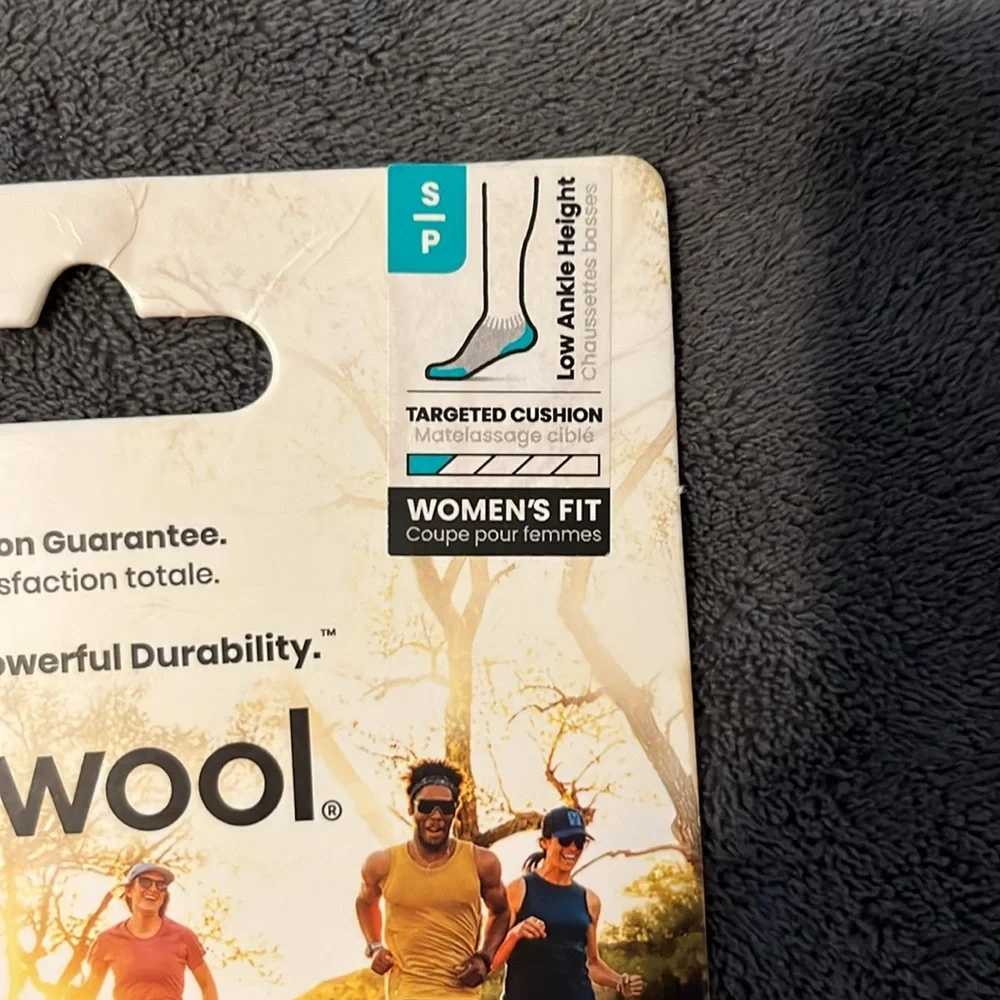 S
P
Low Ankle Height
Chaussettes basses
TARGETED CUSHION
Matelassage ciblé
WOMEN'S FIT
Coupe pour femmes
on Guarantee.
sfaction totale.
owerful Durability.™
wool®